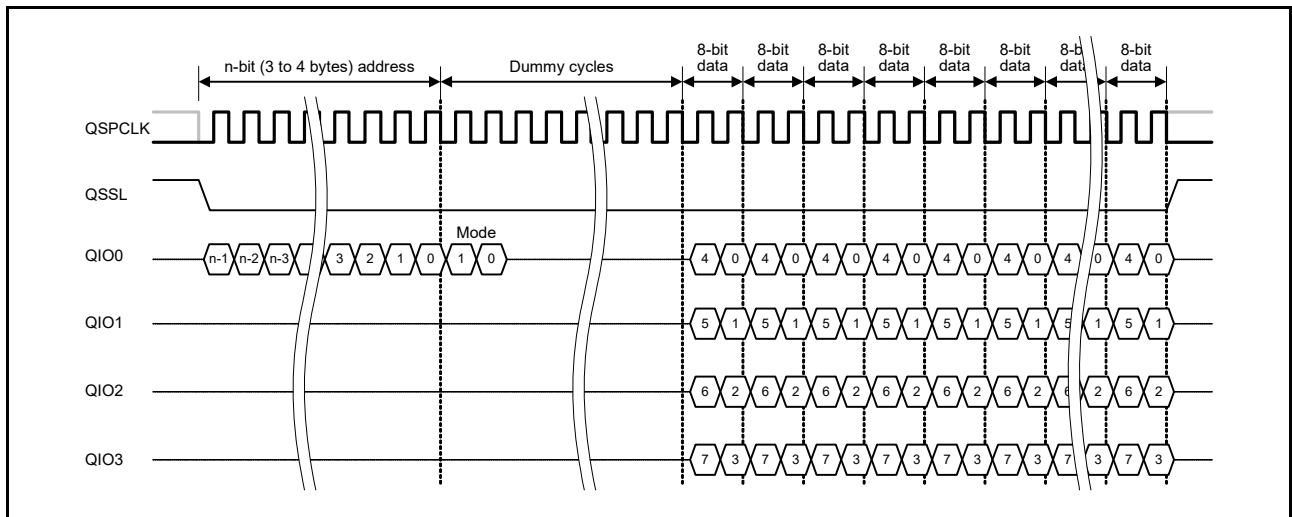 8-bit 8-bit 8-bit 8-bit 8-bit 8-bit 8-b 8-bit
n-bit (3 to 4 bytes) address Dummy cycles data data data data data data data data
QSPCLK
QSSL
Mode
QIO0 n-1 n-2 n-3 3 2 1 0 1 0 4 0 4 0 4 0 4 0 4 0 4 0 4 0 4 0
QIO1 5 1 5 1 5 1 5 1 5 1 5 1 5 1 5 1
QIO2 6 2 6 2 6 2 6 2 6 2 6 2 6 2 6 2
QIO3 7 3 7 3 7 3 7 3 7 3 7 3 7 3 7 3